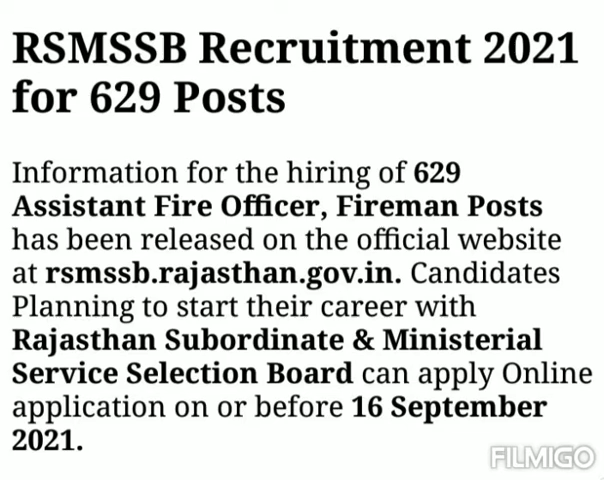 RSMSSB Recruitment 2021
for 629 Posts
Information for the hiring of 629
Assistant Fire Officer, Fireman Posts
has been released on the official website
at rsmssb.rajasthan.gov.in. Candidates
Planning to start their career with
Rajasthan Subordinate & Ministerial
Service Selection Board can apply Online
application on or before 16 September
2021.
FILMIGO